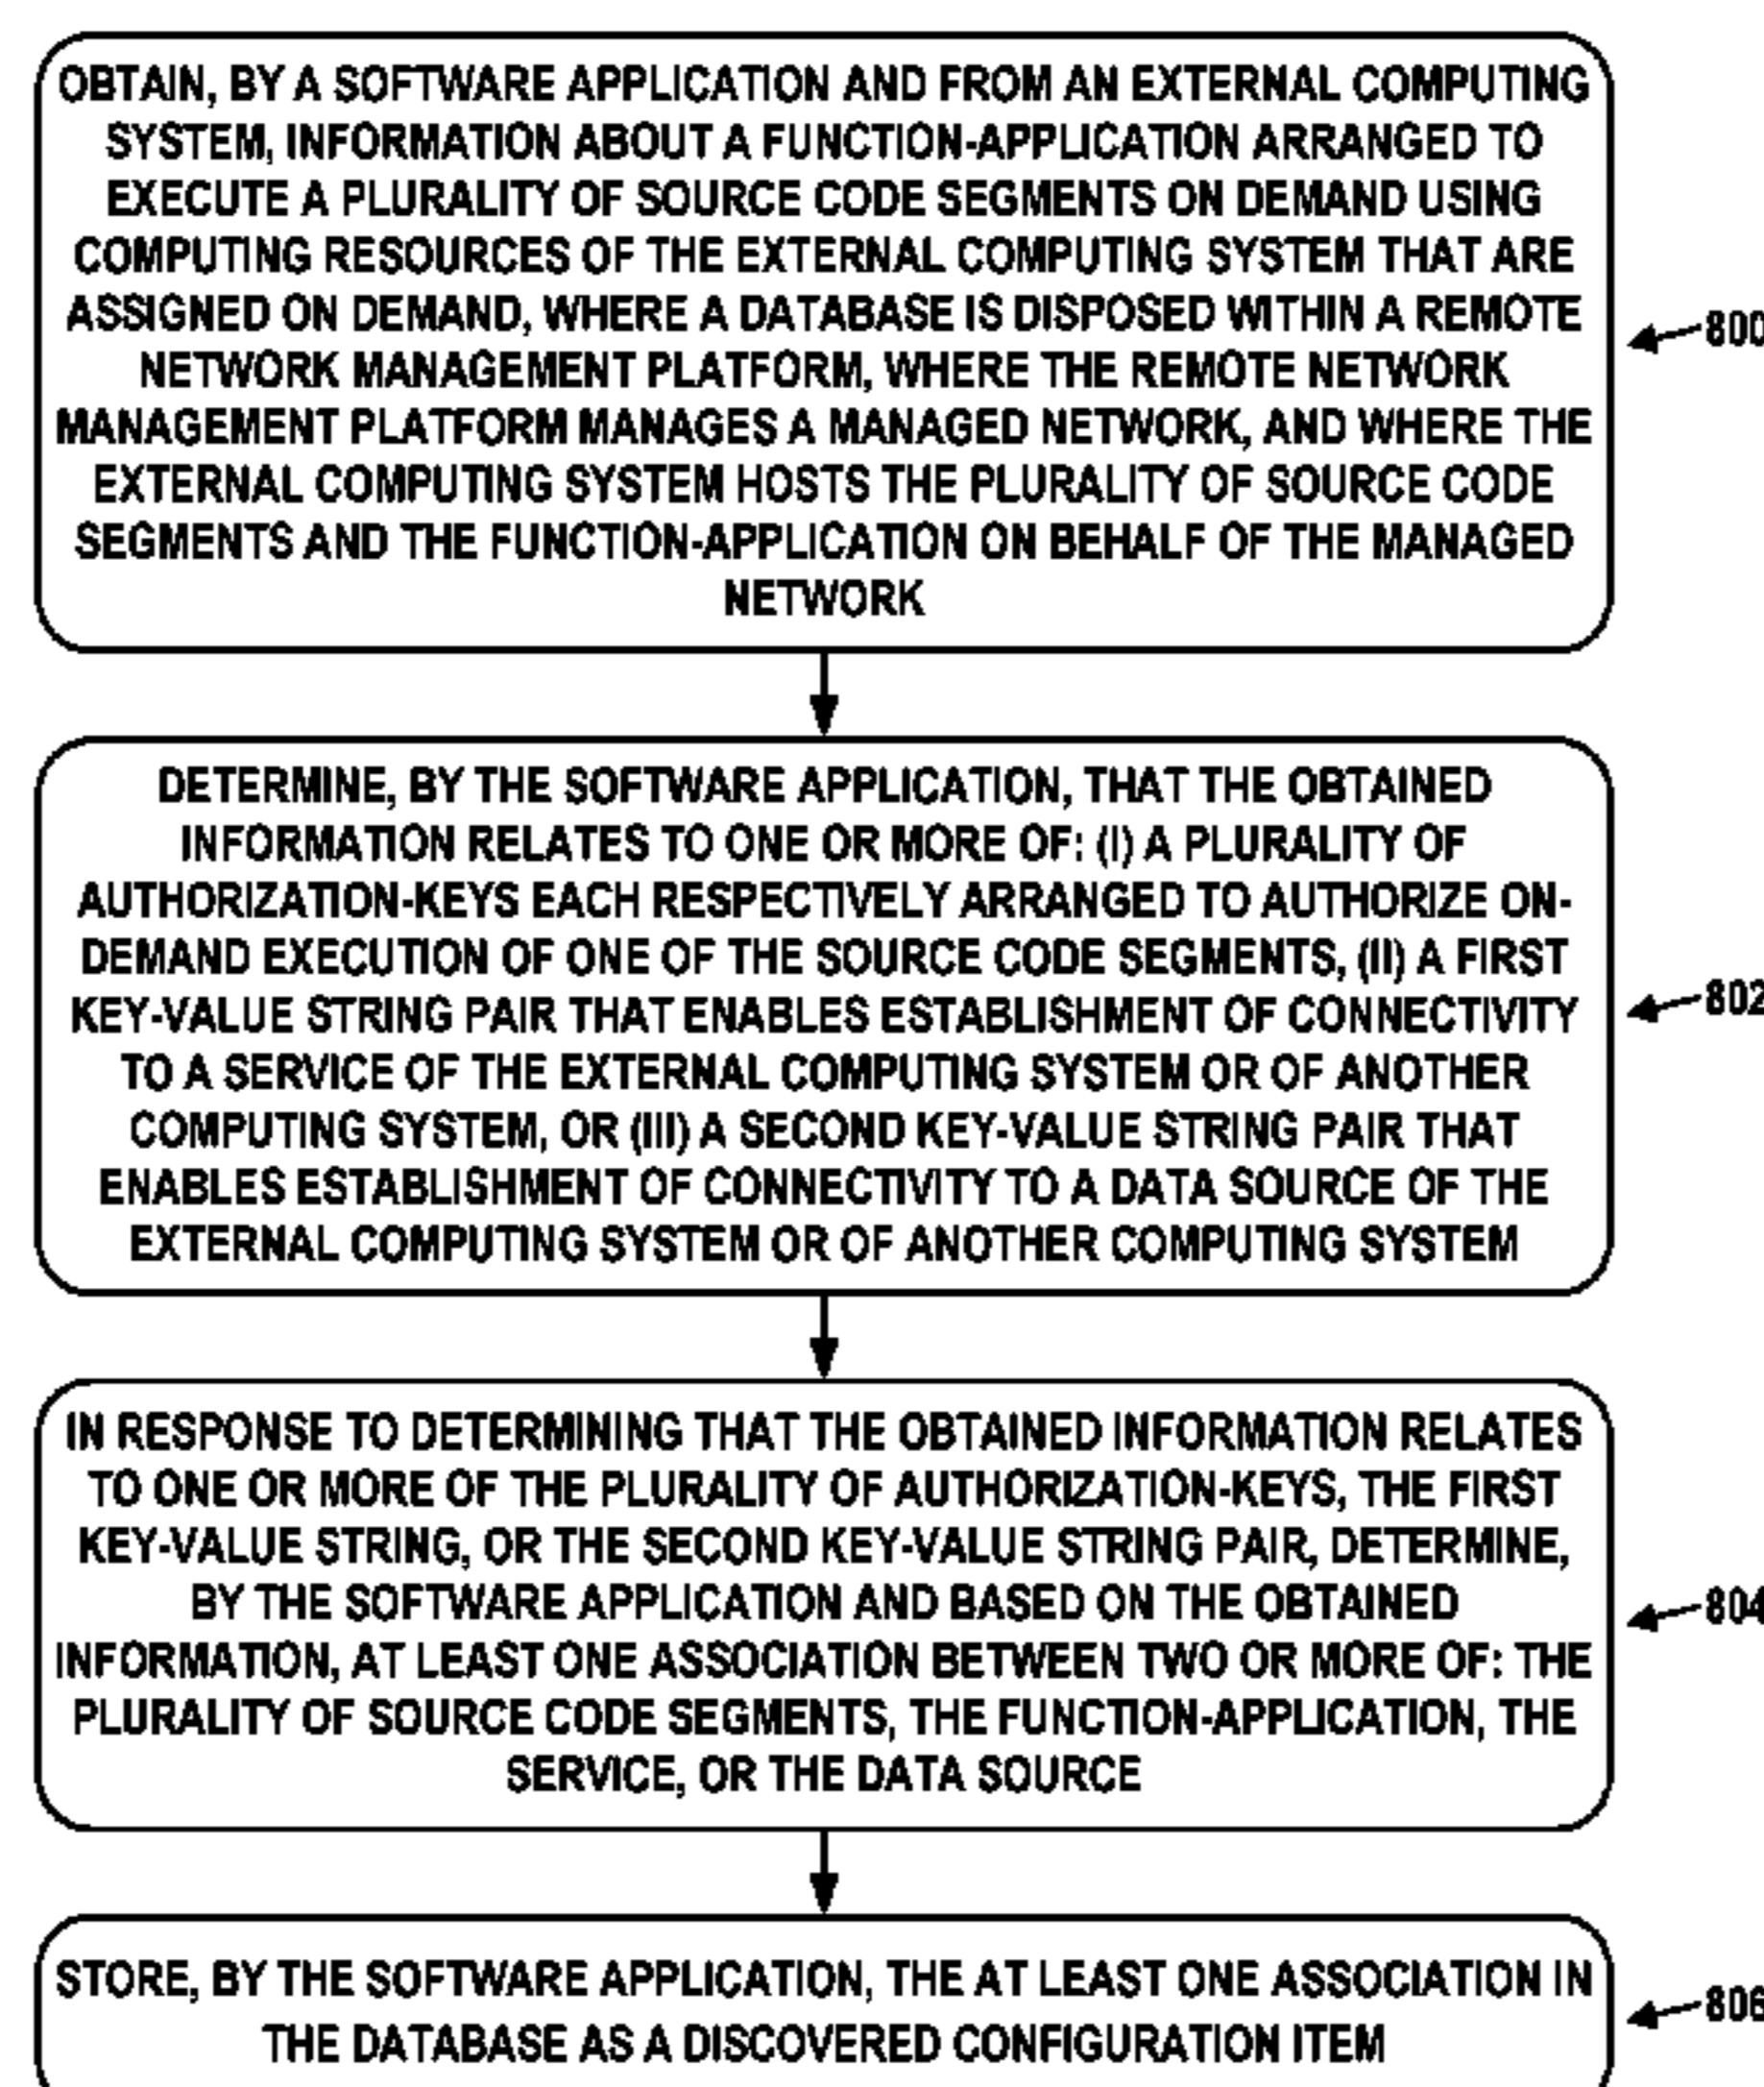 OBTAIN, BY A SOFTWARE APPLICATION AND FROM AN EXTERNAL COMPUTING
SYSTEM, INFORMATION ABOUT A FUNCTION-APPLICATION ARRANGED TO
EXECUTE A PLURALITY OF SOURCE CODE SEGMENTS ON DEMAND USING
COMPUTING RESOURCES OF THE EXTERNAL COMPUTING SYSTEM THAT ARE
ASSIGNED ON DEMAND, WHERE A DATABASE IS DISPOSED WITHIN A REMOTE
NETWORK MANAGEMENT PLATFORM, WHERE THE REMOTE NETWORK
MANAGEMENT PLATFORM MANAGES A MANAGED NETWORK, AND WHERE THE
EXTERNAL COMPUTING SYSTEM HOSTS THE PLURALITY OF SOURCE CODE
SEGMENTS AND THE FUNCTION-APPLICATION ON BEHALF OF THE MANAGED
NETWORK
800
DETERMINE, BY THE SOFTWARE APPLICATION, THAT THE OBTAINED
INFORMATION RELATES TO ONE OR MORE OF: (I) A PLURALITY OF
AUTHORIZATION-KEYS EACH RESPECTIVELY ARRANGED TO AUTHORIZE ON-
DEMAND EXECUTION OF ONE OF THE SOURCE CODE SEGMENTS, (II) A FIRST
KEY-VALUE STRING PAIR THAT ENABLES ESTABLISHMENT OF CONNECTIVITY
TO A SERVICE OF THE EXTERNAL COMPUTING SYSTEM OR OF ANOTHER
COMPUTING SYSTEM, OR (III) A SECOND KEY-VALUE STRING PAIR THAT
ENABLES ESTABLISHMENT OF CONNECTIVITY TO A DATA SOURCE OF THE
EXTERNAL COMPUTING SYSTEM OR OF ANOTHER COMPUTING SYSTEM
802
IN RESPONSE TO DETERMINING THAT THE OBTAINED INFORMATION RELATES
TO ONE OR MORE OF THE PLURALITY OF AUTHORIZATION-KEYS, THE FIRST
KEY-VALUE STRING, OR THE SECOND KEY-VALUE STRING PAIR, DETERMINE,
BY THE SOFTWARE APPLICATION AND BASED ON THE OBTAINED
INFORMATION, AT LEAST ONE ASSOCIATION BETWEEN TWO OR MORE OF: THE
PLURALITY OF SOURCE CODE SEGMENTS, THE FUNCTION-APPLICATION, THE
SERVICE, OR THE DATA SOURCE
804
STORE, BY THE SOFTWARE APPLICATION, THE AT LEAST ONE ASSOCIATION IN
THE DATABASE AS A DISCOVERED CONFIGURATION ITEM
806